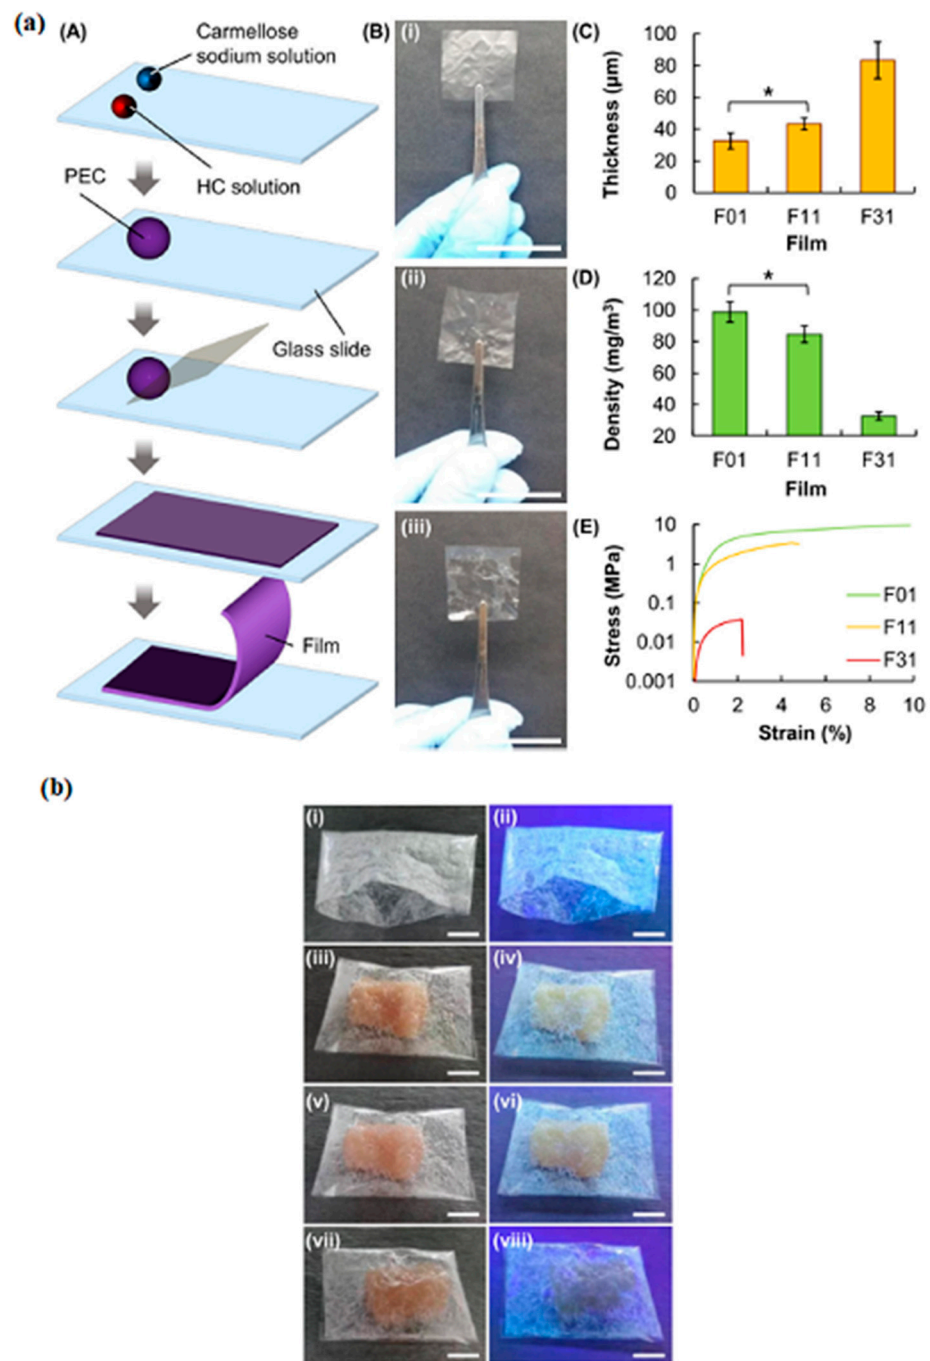 (a)
(A)
Carmellose
sodium solution
HC solution
PEC
Glass slide
Film
(B)
(i)
(ii)
(iii)
(C)
Thickness (µm)
100
80
60
40
20
0
*
F01 F11 F31
Film
(D)
Density (mg/m³)
120
100
80
60
40
20
*
F01 F11 F31
Film
(E)
Stress (MPa)
10
1
0.1
0.01
0.001
F01
F11
F31
0 2 4 6 8 10
Strain (%)
(b)
(i) (ii)
(iii) (iv)
(v) (vi)
(vii) (viii)